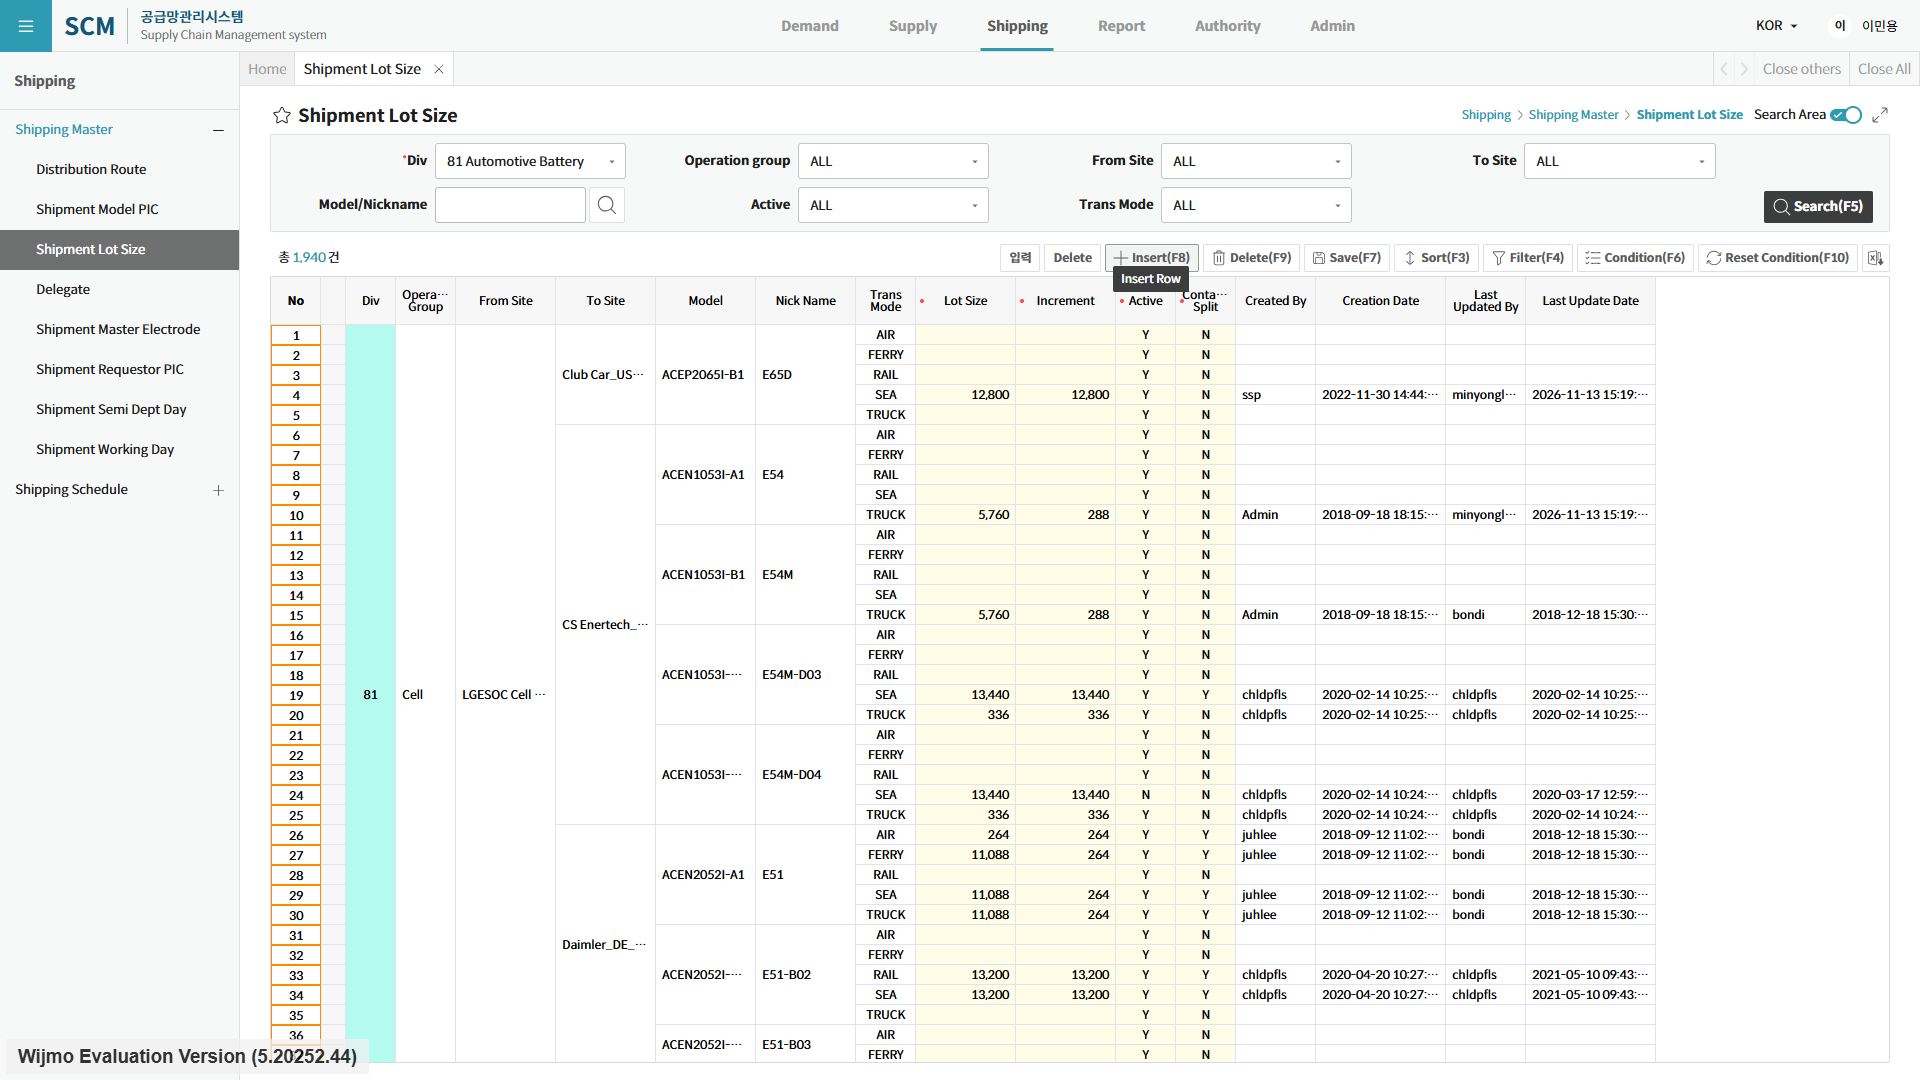 SCM
공급망관리시스템
Supply Chain Management system
Demand
Supply
Shipping
Report
Authority
Admin
KOR
이
이민용
Shipping
Home
Shipment Lot Size
Close others
Close All
Shipping Master
Distribution Route
Shipment Model PIC
Shipment Lot Size
Delegate
Shipment Master Electrode
Shipment Requestor PIC
Shipment Semi Dept Day
Shipment Working Day
Shipping Schedule
Shipment Lot Size
Shipping > Shipping Master > Shipment Lot Size
Search Area
*Div 81 Automotive Battery
Operation group ALL
From Site ALL
To Site ALL
Model/Nickname
Active ALL
Trans Mode ALL
Search(F5)
총 1,940 건
입력
Delete
Insert(F8)
Delete(F9)
Save(F7)
Sort(F3)
Filter(F4)
Condition(F6)
Reset Condition(F10)
Insert Row
No Div Opera··· Group From Site To Site Model Nick Name Trans Mode Lot Size Increment Active Conta··· Split Created By Creation Date Last Updated By Last Update Date
81 Cell LGESOC Cell ···
Club Car_US··· ACEP2065I-B1 E65D
1 AIR Y N
2 FERRY Y N
3 RAIL Y N
4 SEA 12,800 12,800 Y N ssp 2022-11-30 14:44:··· minyongl··· 2026-11-13 15:19:···
5 TRUCK Y N
CS Enertech_··· ACEN1053I-A1 E54
6 AIR Y N
7 FERRY Y N
8 RAIL Y N
9 SEA Y N
10 TRUCK 5,760 288 Y N Admin 2018-09-18 18:15:··· minyongl··· 2026-11-13 15:19:···
ACEN1053I-B1 E54M
11 AIR Y N
12 FERRY Y N
13 RAIL Y N
14 SEA Y N
15 TRUCK 5,760 288 Y N Admin 2018-09-18 18:15:··· bondi 2018-12-18 15:30:···
ACEN1053I-··· E54M-D03
16 AIR Y N
17 FERRY Y N
18 RAIL Y N
19 SEA 13,440 13,440 Y Y chldpfls 2020-02-14 10:25:··· chldpfls 2020-02-14 10:25:···
20 TRUCK 336 336 Y N chldpfls 2020-02-14 10:25:··· chldpfls 2020-02-14 10:25:···
ACEN1053I-··· E54M-D04
21 AIR Y N
22 FERRY Y N
23 RAIL Y N
24 SEA 13,440 13,440 N N chldpfls 2020-02-14 10:24:··· chldpfls 2020-03-17 12:59:···
25 TRUCK 336 336 Y N chldpfls 2020-02-14 10:24:··· chldpfls 2020-02-14 10:24:···
Daimler_DE_··· ACEN2052I-A1 E51
26 AIR 264 264 Y Y juhlee 2018-09-12 11:02:··· bondi 2018-12-18 15:30:···
27 FERRY 11,088 264 Y Y juhlee 2018-09-12 11:02:··· bondi 2018-12-18 15:30:···
28 RAIL Y N
29 SEA 11,088 264 Y Y juhlee 2018-09-12 11:02:··· bondi 2018-12-18 15:30:···
30 TRUCK 11,088 264 Y Y juhlee 2018-09-12 11:02:··· bondi 2018-12-18 15:30:···
ACEN2052I-··· E51-B02
31 AIR Y N
32 FERRY Y N
33 RAIL 13,200 13,200 Y Y chldpfls 2020-04-20 10:27:··· chldpfls 2021-05-10 09:43:···
34 SEA 13,200 13,200 Y Y chldpfls 2020-04-20 10:27:··· chldpfls 2021-05-10 09:43:···
35 TRUCK Y N
ACEN2052I-··· E51-B03
36 AIR Y N
FERRY Y N
Wijmo Evaluation Version (5.20252.44)